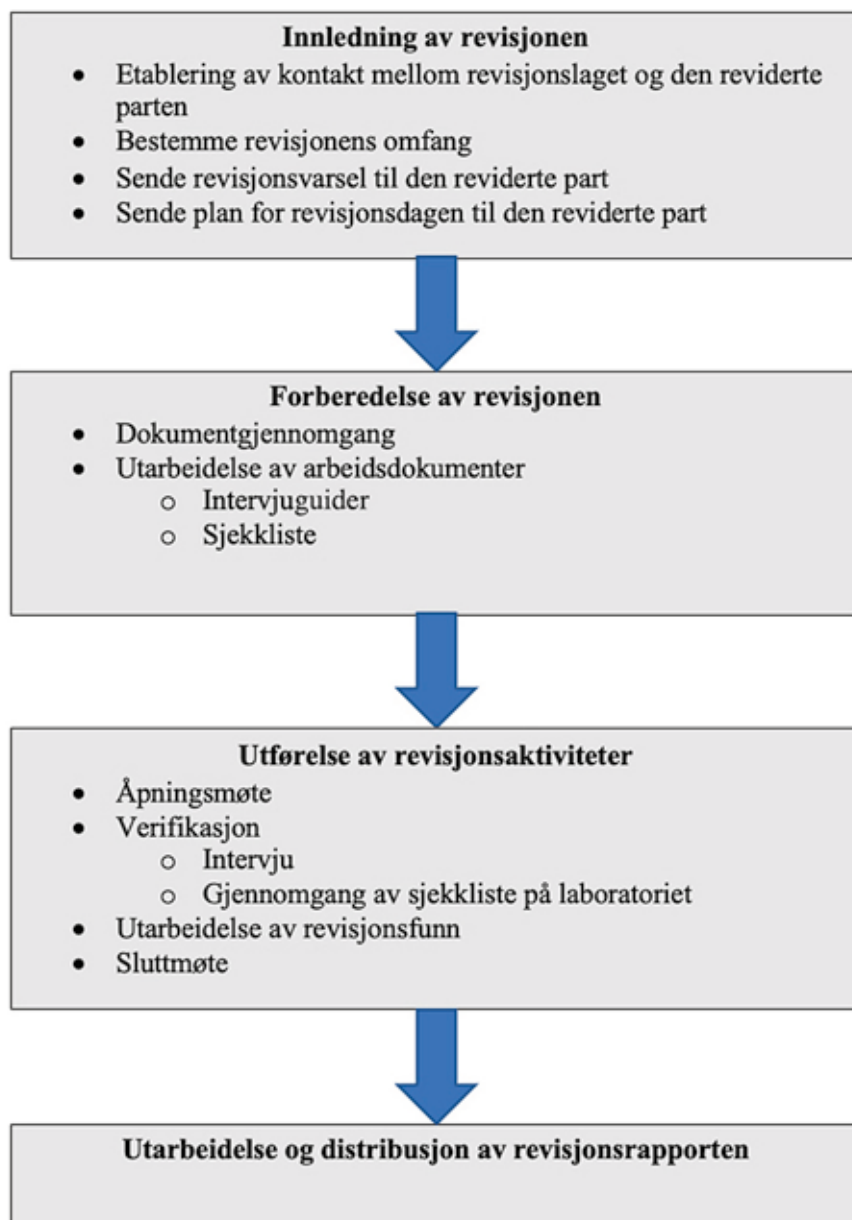 Innledning av revisjonen
• Etablering av kontakt mellom revisjonslaget og den reviderte
parten
• Bestemme revisjonens omfang
• Sende revisjonsvarsel til den reviderte part
• Sende plan for revisjonsdagen til den reviderte part
Forberedelse av revisjonen
• Dokumentgjennomgang
• Utarbeidelse av arbeidsdokumenter
o Intervjuguider
o Sjekkliste
Utførelse av revisjonsaktiviteter
• Åpningsmøte
• Verifikasjon
o Intervju
o Gjennomgang av sjekkliste på laboratoriet
• Utarbeidelse av revisjonsfunn
• Sluttmøte
Utarbeidelse og distribusjon av revisjonsrapporten